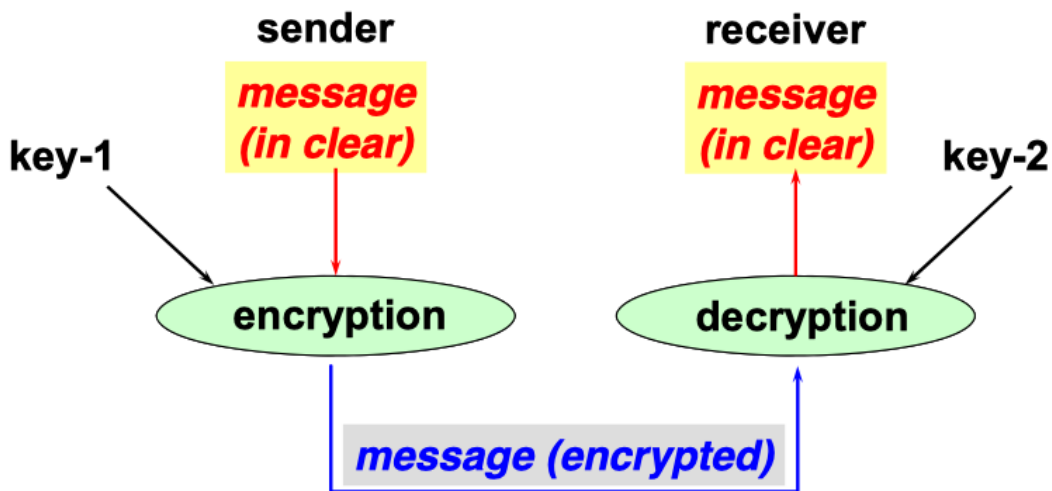 sender
receiver
message
(in clear)
message
(in clear)
key-1
key-2
encryption
decryption
message (encrypted)